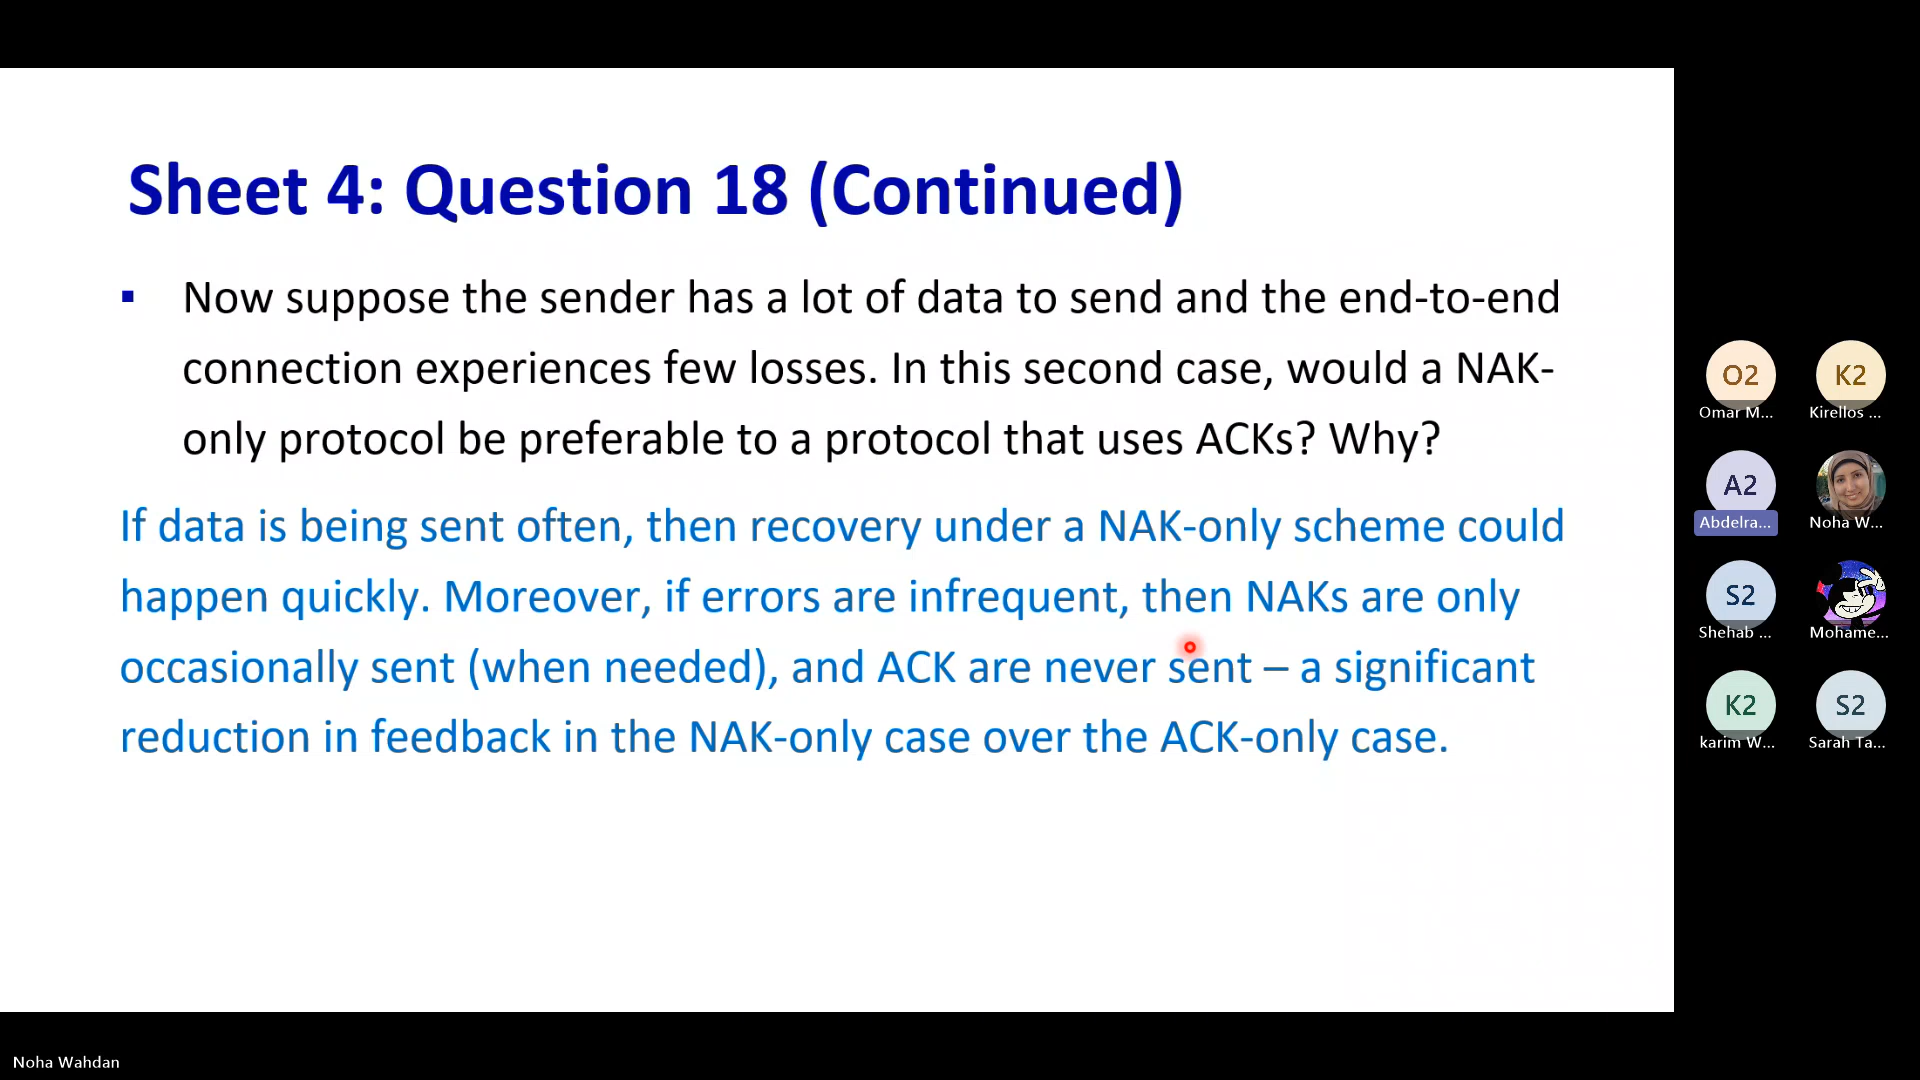 Sheet 4: Question 18 (Continued)
▪ Now suppose the sender has a lot of data to send and the end-to-end
connection experiences few losses. In this second case, would a NAK-
only protocol be preferable to a protocol that uses ACKs? Why?
If data is being sent often, then recovery under a NAK-only scheme could
happen quickly. Moreover, if errors are infrequent, then NAKs are only
occasionally sent (when needed), and ACK are never sent – a significant
reduction in feedback in the NAK-only case over the ACK-only case.
O2
Omar M...
K2
Kirellos ...
A2
Abdelra...
Noha W...
S2
Shehab ...
Mohame...
K2
karim W...
S2
Sarah Ta...
Noha Wahdan